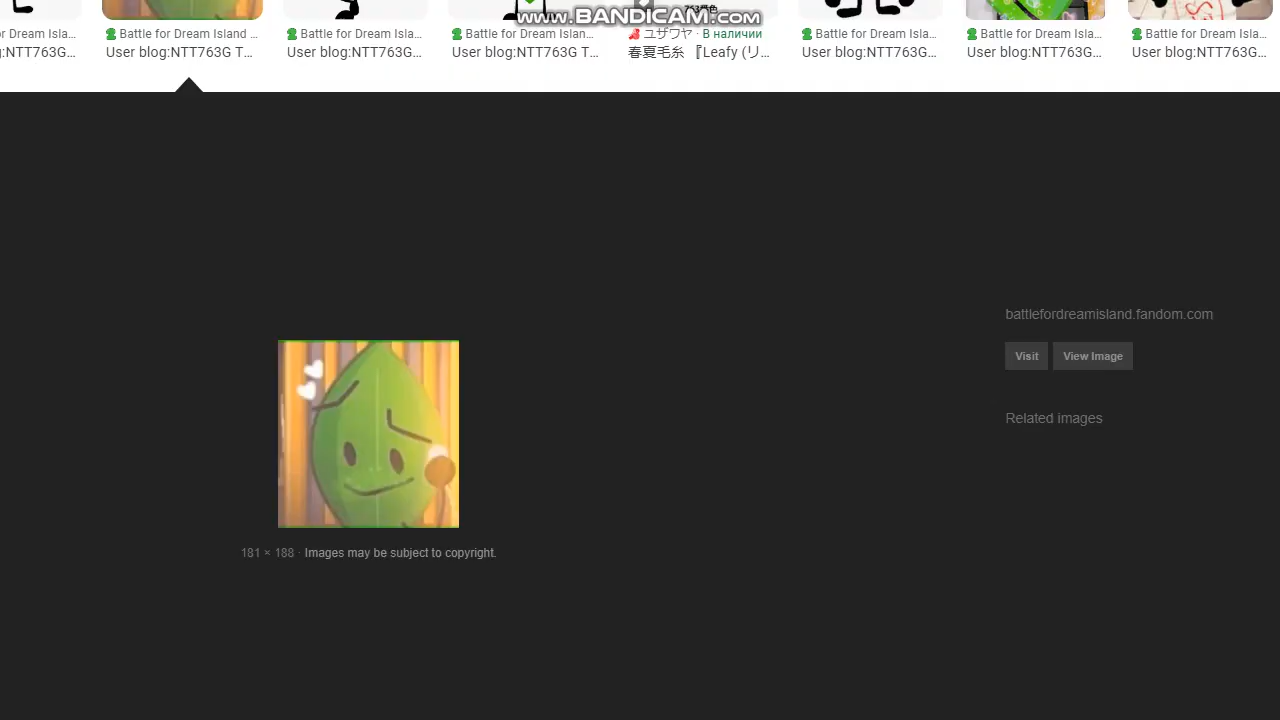 www.BANDICAM.com
r Dream Isla...
:NTT763G...
Battle for Dream Island ...
User blog:NTT763G T...
Battle for Dream Isla...
User blog:NTT763G...
Battle for Dream Islan...
User blog:NTT763G T...
ユザワヤ · В наличии
春夏毛糸 『Leafy (リ...
Battle for Dream Isla...
User blog:NTT763G...
Battle for Dream Isla...
User blog:NTT763G...
Battle for Dream Isla...
User blog:NTT763G...
battlefordreamisland.fandom.com
Visit
View Image
Related images
181 × 188 · Images may be subject to copyright.